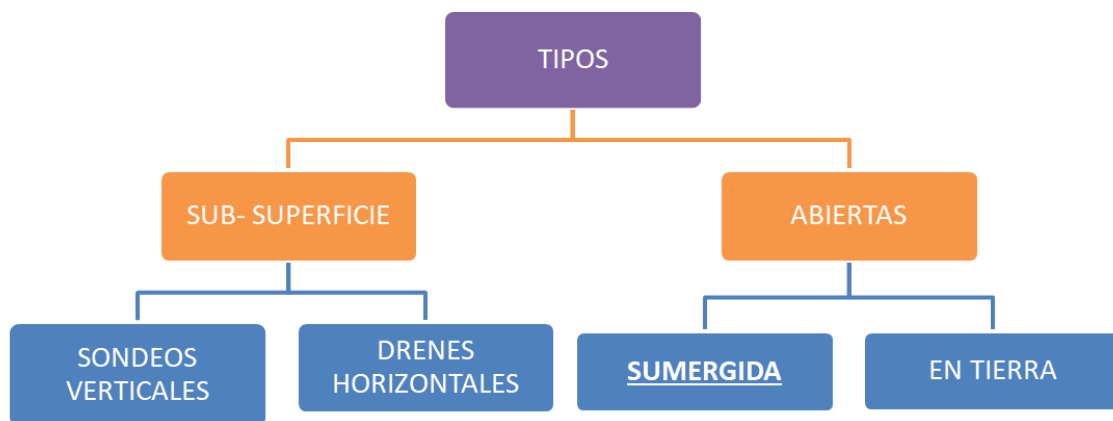 TIPOS
SUB- SUPERFICIE
ABIERTAS
SONDEOS
VERTICALES
DRENES
HORIZONTALES
SUMERGIDA
EN TIERRA